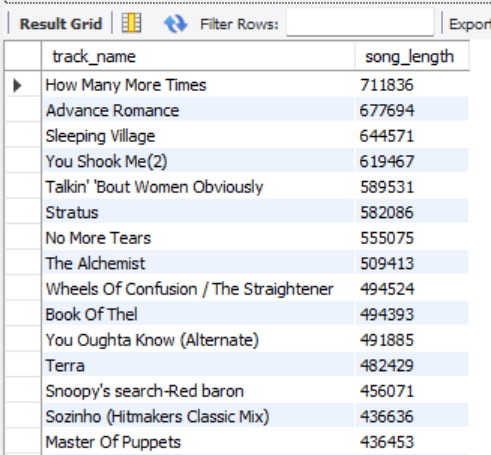 Result Grid Filter Rows: Export
track_name song_length
How Many More Times 711836
Advance Romance 677694
Sleeping Village 644571
You Shook Me(2) 619467
Talkin' 'Bout Women Obviously 589531
Stratus 582086
No More Tears 555075
The Alchemist 509413
Wheels Of Confusion / The Straightener 494524
Book Of Thel 494393
You Oughta Know (Alternate) 491885
Terra 482429
Snoopy's search-Red baron 456071
Sozinho (Hitmakers Classic Mix) 436636
Master Of Puppets 436453